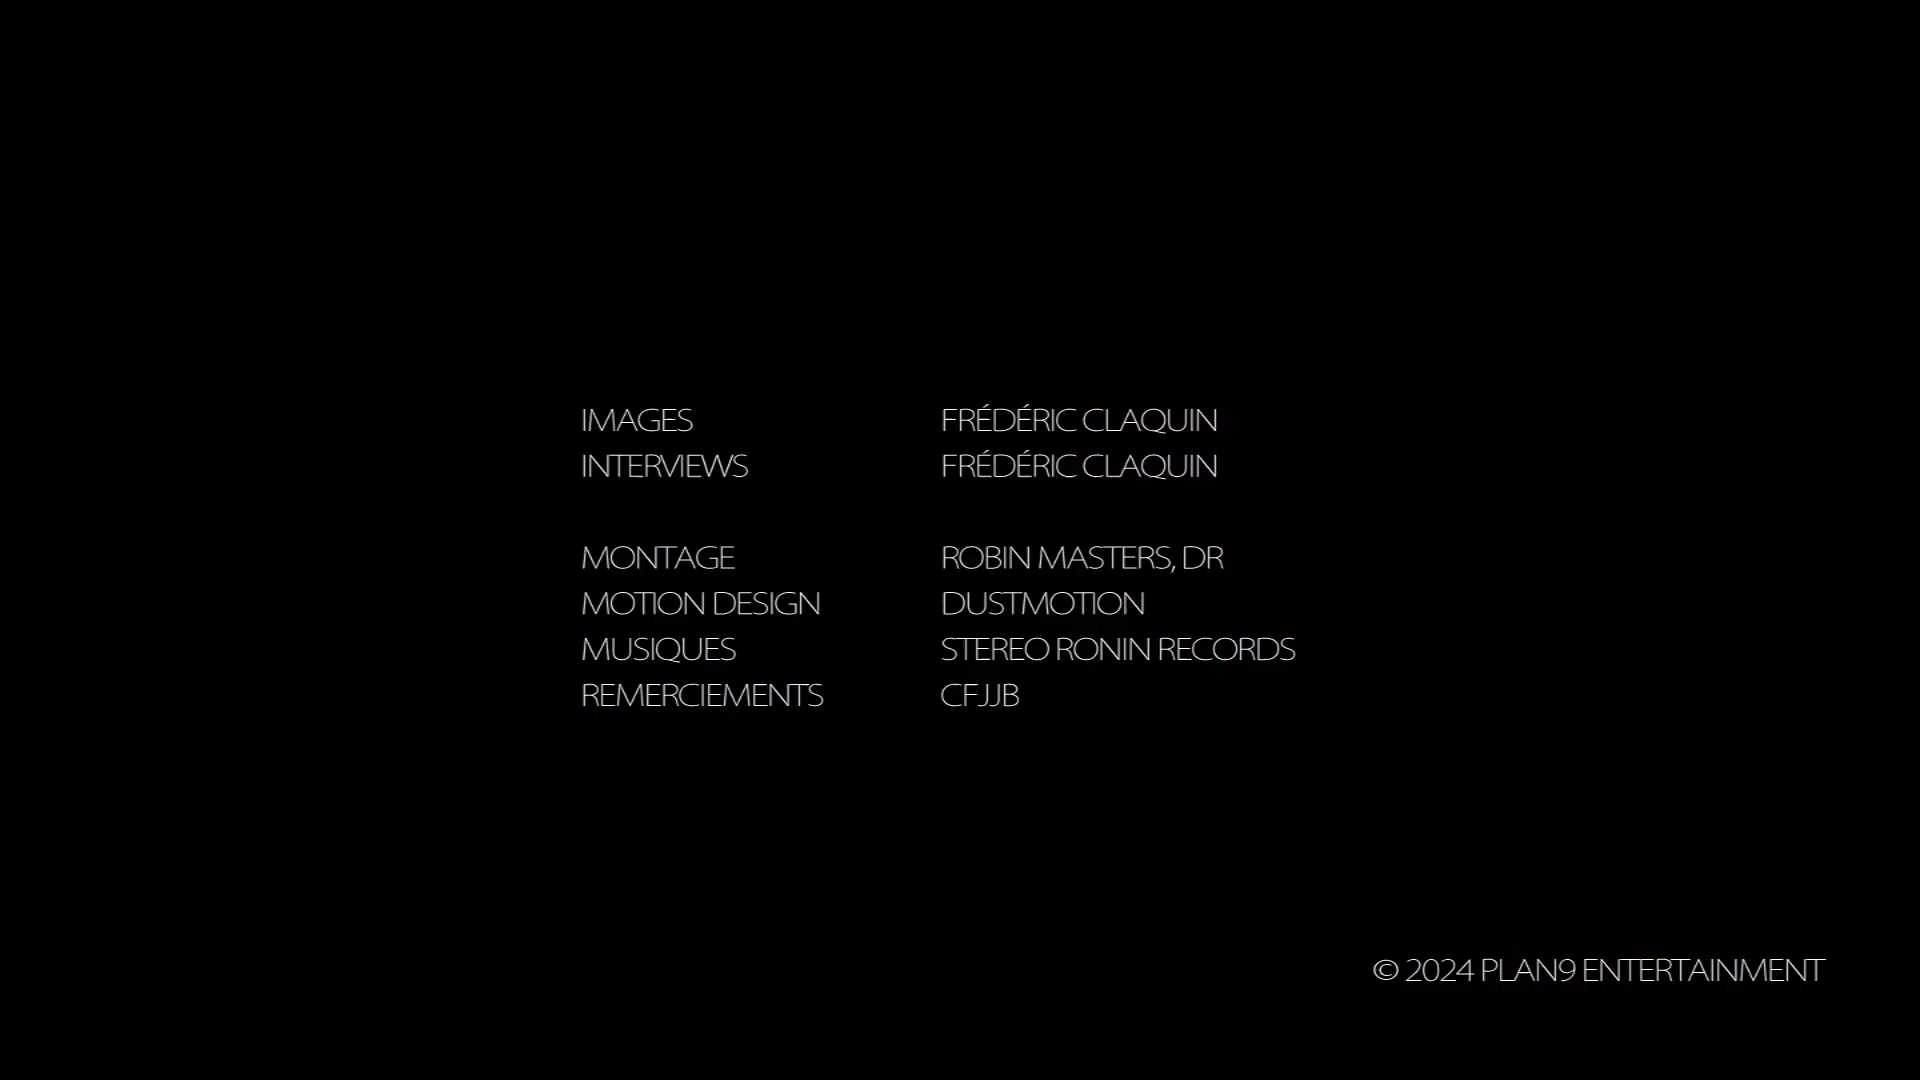 IMAGES FRÉDÉRIC CLAQUIN
INTERVIEWS FRÉDÉRIC CLAQUIN
MONTAGE ROBIN MASTERS, DR
MOTION DESIGN DUSTMOTION
MUSIQUES STEREO RONIN RECORDS
REMERCIEMENTS CFJJB
© 2024 PLAN9 ENTERTAINMENT